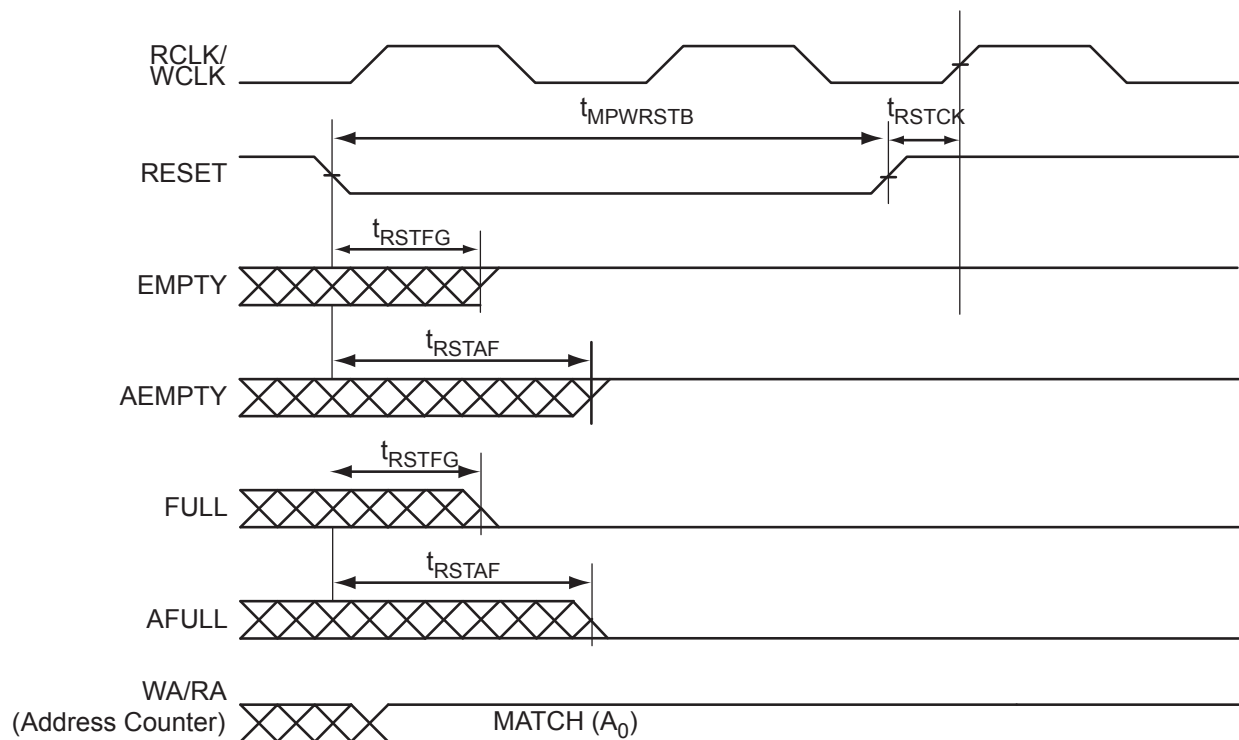 RCLK/
WCLK
tMPWRSTB
tRSTCK
RESET
tRSTFG
EMPTY
tRSTAF
AEMPTY
tRSTFG
FULL
tRSTAF
AFULL
WA/RA
(Address Counter)
MATCH (A0)